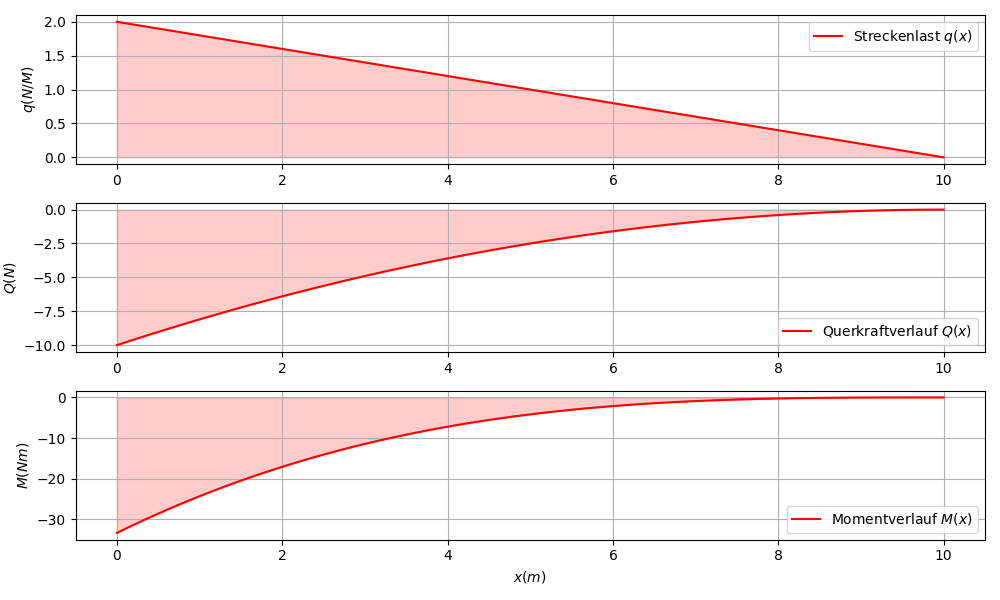 2.0
1.5
1.0
0.5
0.0
q(N/M)
Streckenlast q(x)
0 2 4 6 8 10
0.0
−2.5
−5.0
−7.5
−10.0
Q(N)
Querkraftverlauf Q(x)
0 2 4 6 8 10
0
−10
−20
−30
M(Nm)
Momentverlauf M(x)
0 2 4 6 8 10
x(m)